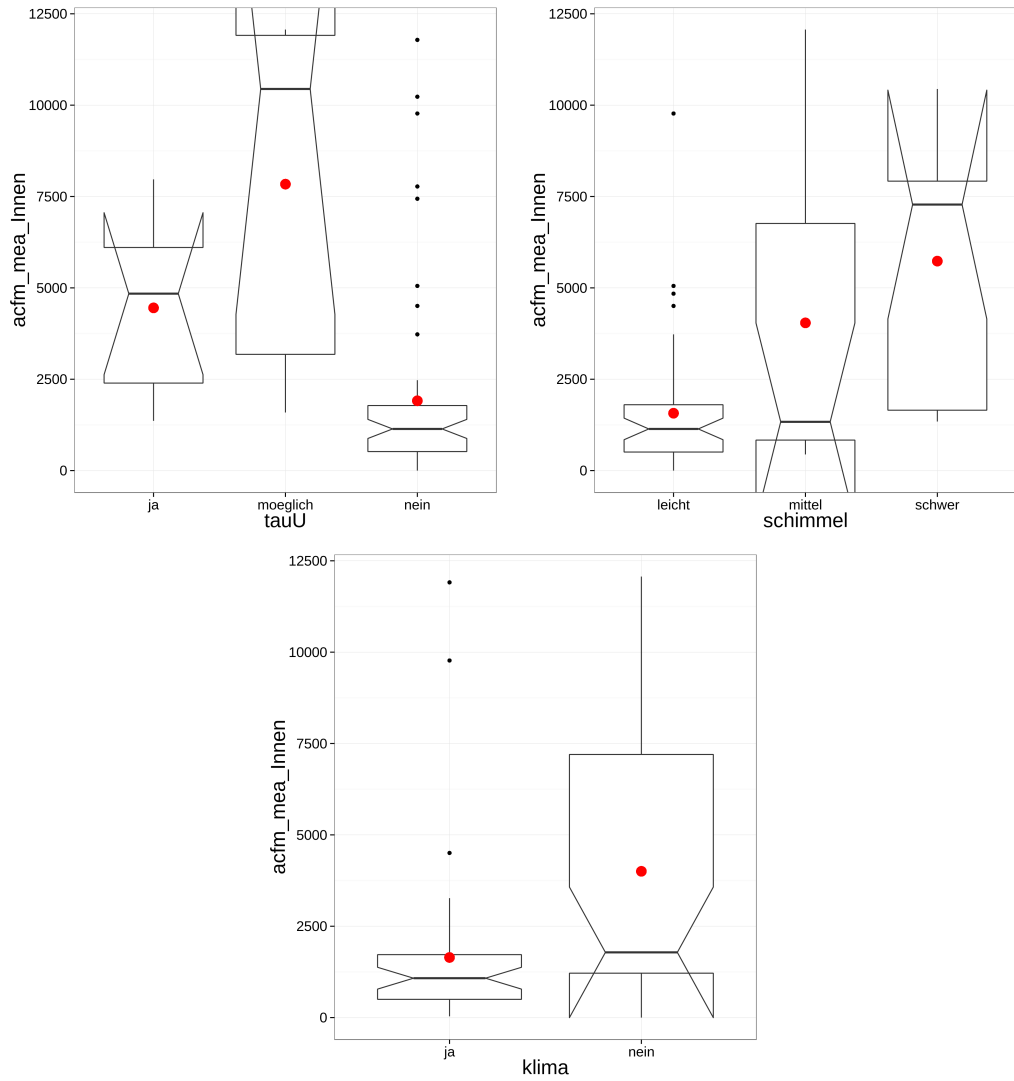 acfm_mea_Innen
12500
10000
7500
5000
2500
0
ja
moeglich
nein
tauU
acfm_mea_Innen
12500
10000
7500
5000
2500
0
leicht
mittel
schwer
schimmel
acfm_mea_Innen
12500
10000
7500
5000
2500
0
ja
nein
klima